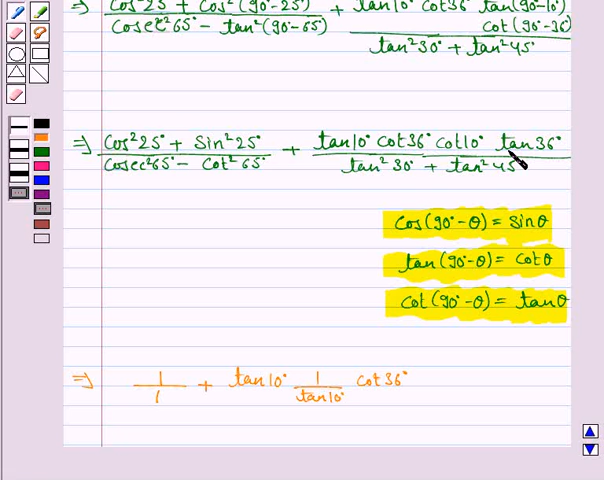 ⇒ cos²25° + cos²(90°-25°) / cosec²65° - tan²(90°-65°) + tan10° cot36° tan(90°-10°) cot(90°-36°) / tan²30° + tan²45°
⇒ cos²25° + sin²25° / cosec²65° - cot²65° + tan10° cot36° cot10° tan36° / tan²30° + tan²45°
cos(90°-θ) = sinθ
tan(90°-θ) = cotθ
cot(90°-θ) = tanθ
⇒ 1/1 + tan10° 1/tan10° cot36°